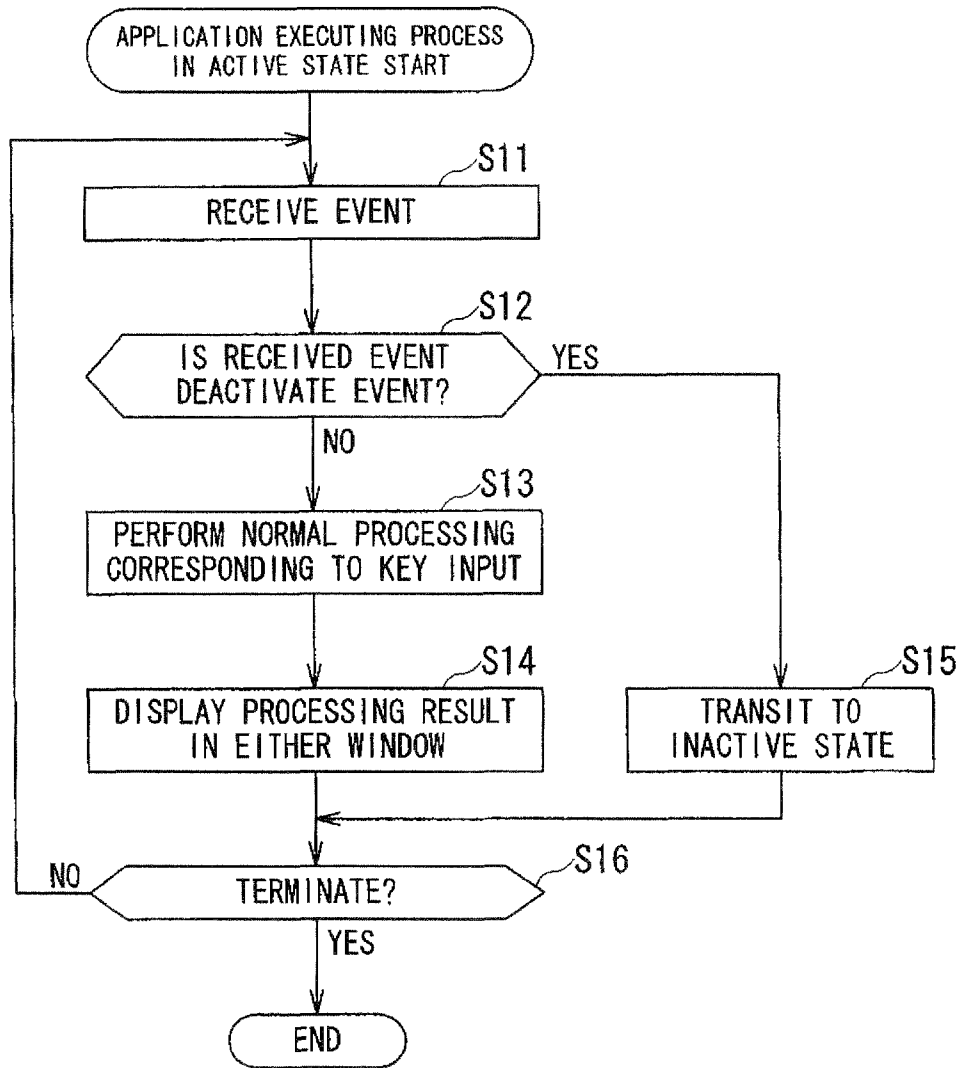 APPLICATION EXECUTING PROCESS
IN ACTIVE STATE START
S11
RECEIVE EVENT
S12
IS RECEIVED EVENT
DEACTIVATE EVENT?
YES
NO
S13
PERFORM NORMAL PROCESSING
CORRESPONDING TO KEY INPUT
S14
DISPLAY PROCESSING RESULT
IN EITHER WINDOW
S15
TRANSIT TO
INACTIVE STATE
S16
NO
TERMINATE?
YES
END